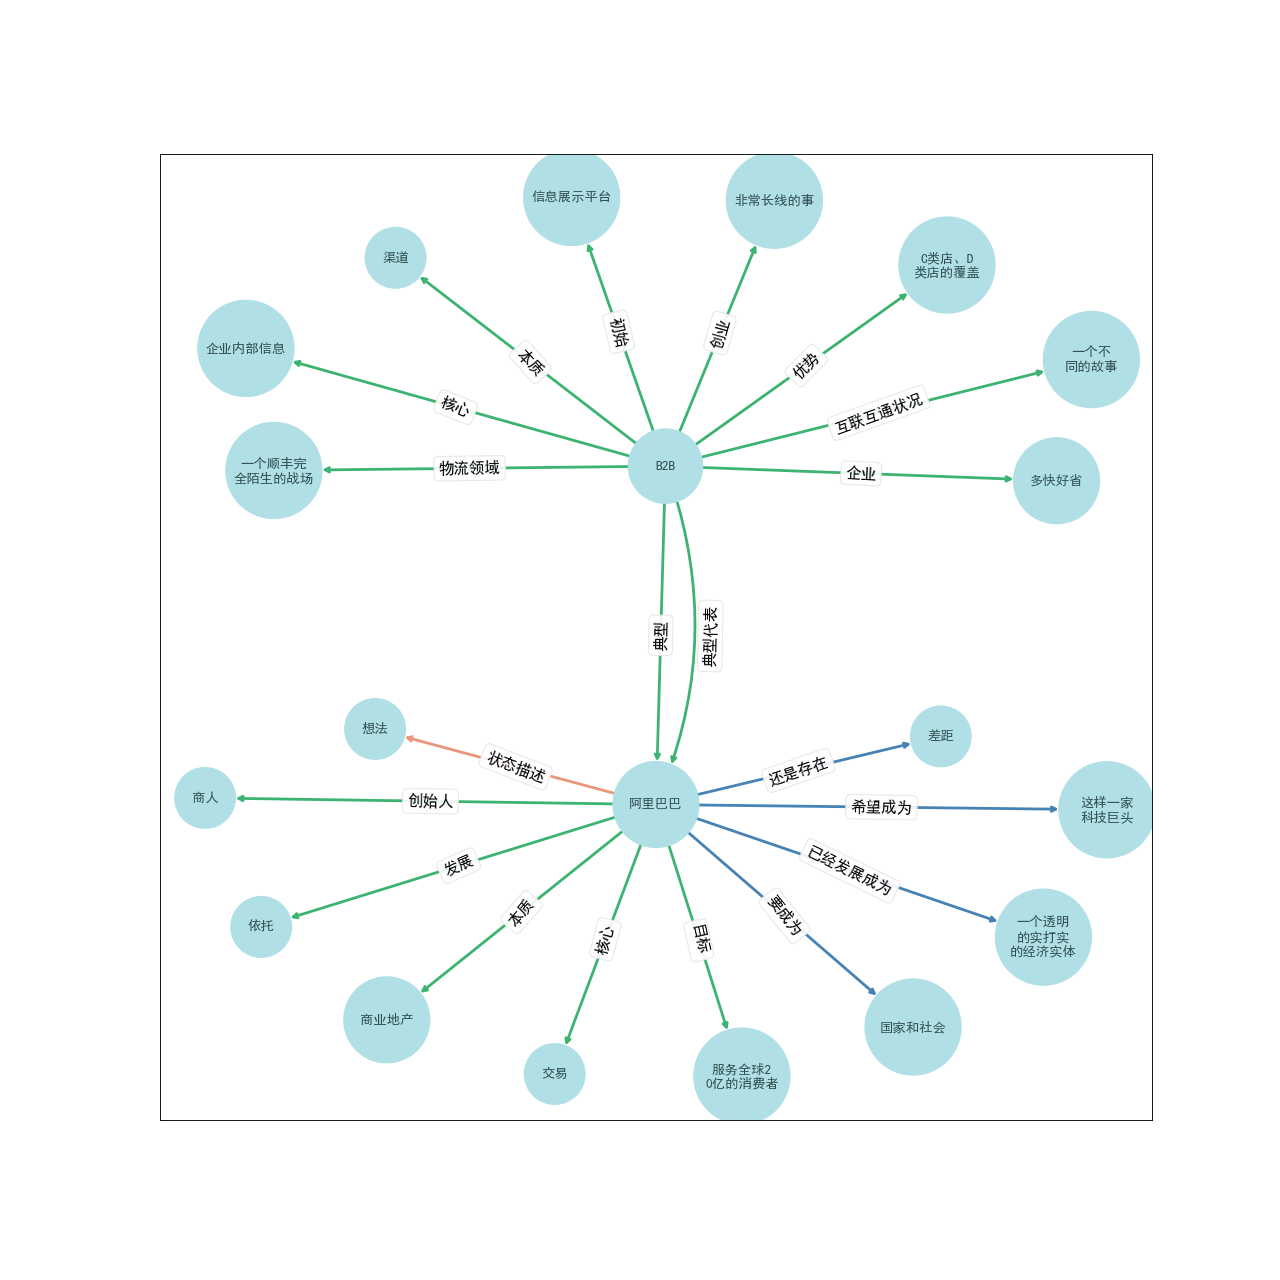 信息展示平台
非常长线的事
渠道
C类店、D
类店的覆盖
初始
创业
企业内部信息
本质
优势
一个不
同的故事
核心
互联互通状况
B2B
一个顺丰完
全陌生的战场
物流领域
企业
多快好省
典型
典型代表
想法
状态描述
还是存在
差距
商人
创始人
阿里巴巴
希望成为
这样一家
科技巨头
发展
已经发展成为
依托
本质
核心
目标
要成为
一个透明
的实打实
的经济实体
商业地产
国家和社会
交易
服务全球2
0亿的消费者